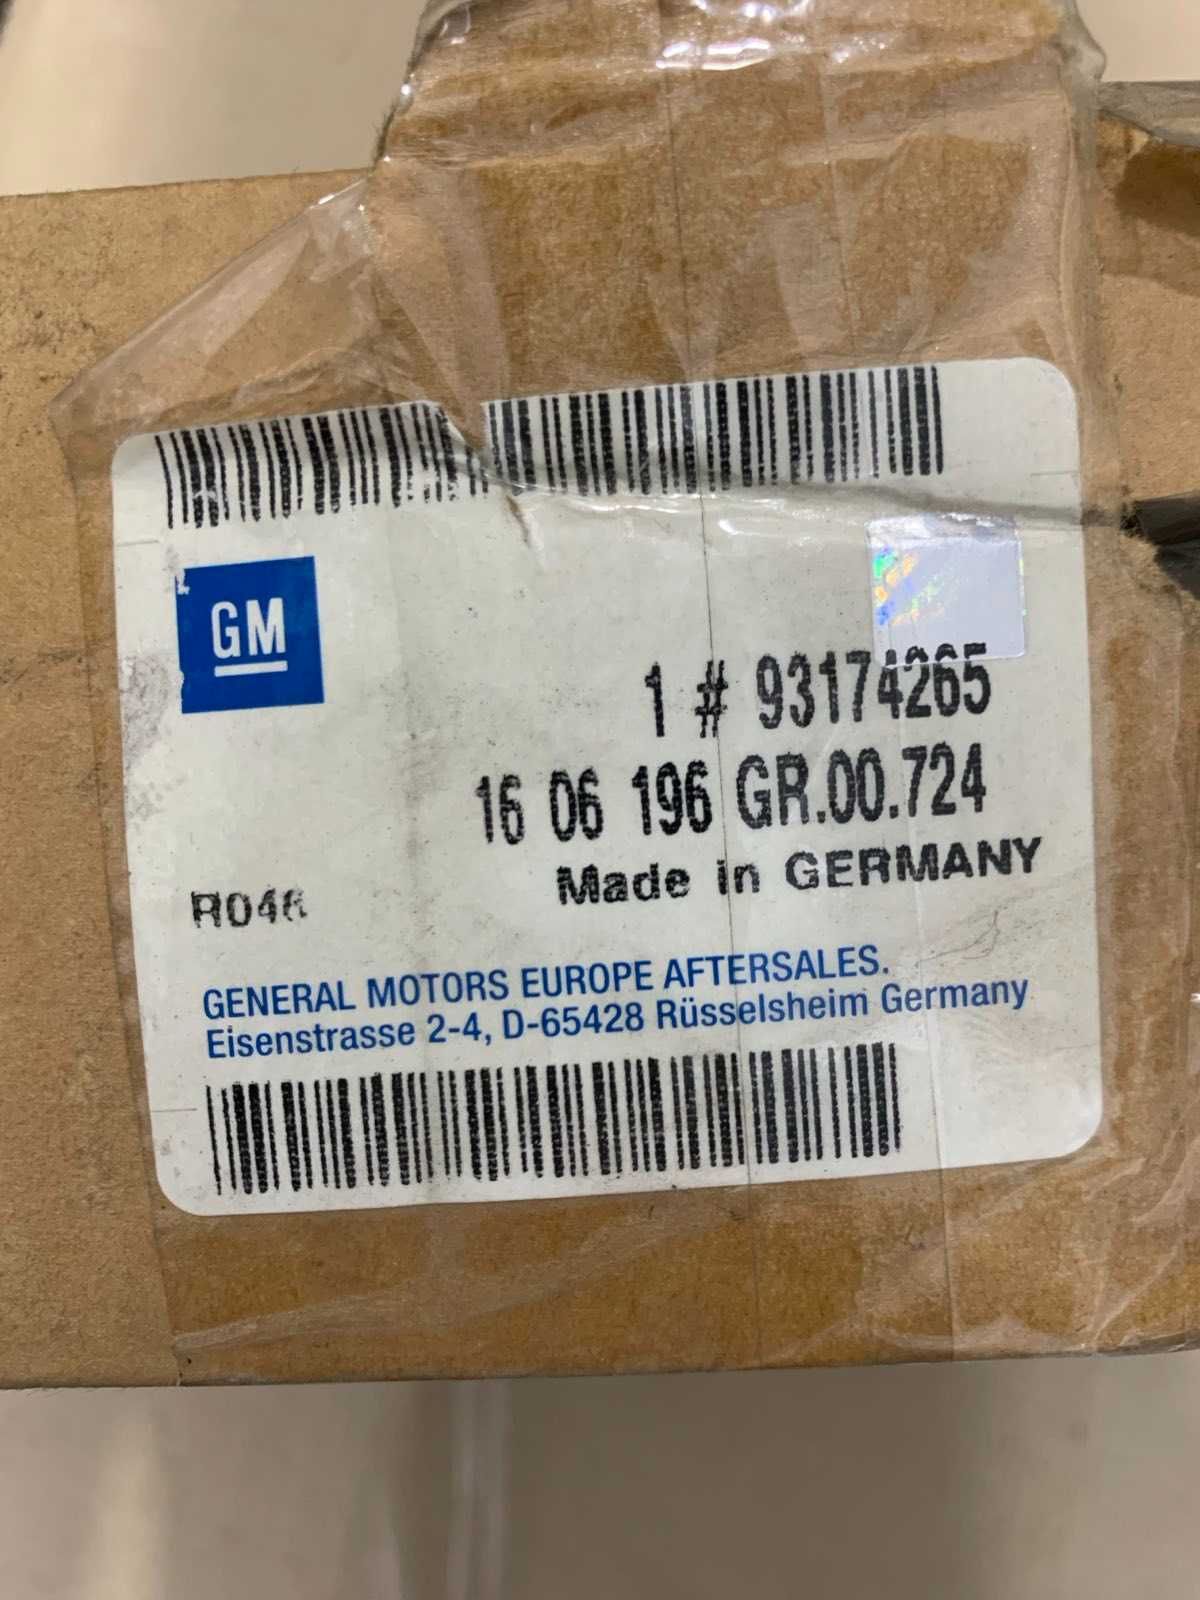 GM
1 # 93174265
16 06 196 GR.00.724
Made in GERMANY
R046
GENERAL MOTORS EUROPE AFTERSALES.
Eisenstrasse 2-4, D-65428 Rüsselsheim Germany